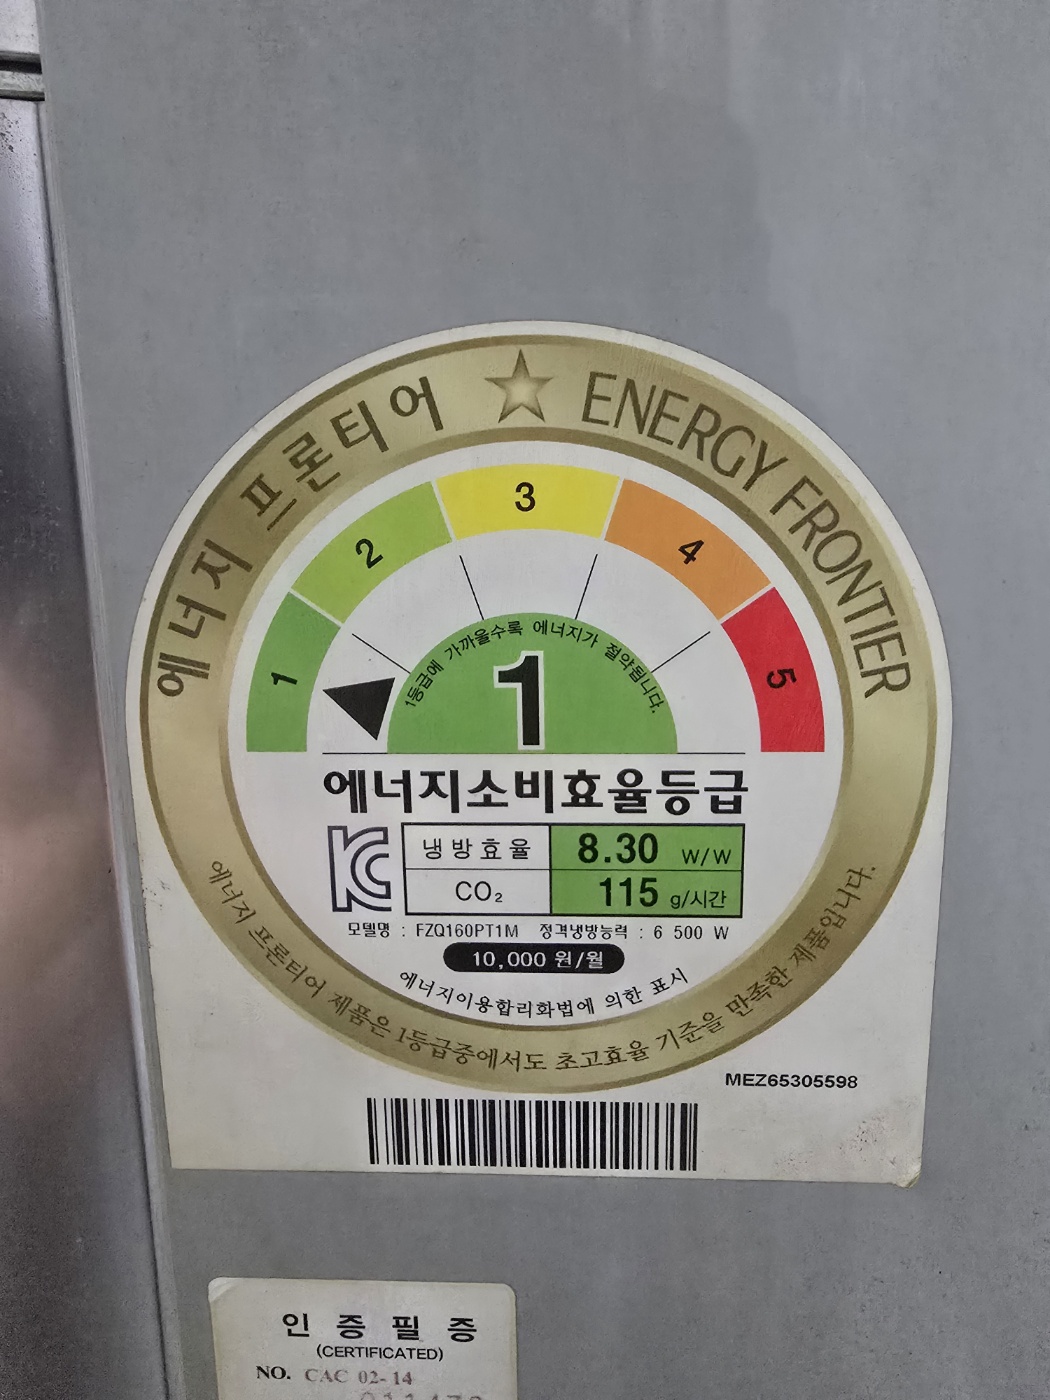 에너지 프론티어 ★ ENERGY FRONTIER
1 2 3 4 5
1등급에 가까울수록 에너지가 절약됩니다.
1
에너지소비효율등급
냉방효율 8.30 W/W
CO₂ 115 g/시간
모델명 : FZQ160PT1M 정격냉방능력 : 6 500 W
10,000 원/월
에너지이용합리화법에 의한 표시
에너지 프론티어 제품은 1등급중에서도 초고효율 기준을 만족한 제품입니다.
MEZ65305598
인증필증
(CERTIFICATED)
NO. CAC 02-14